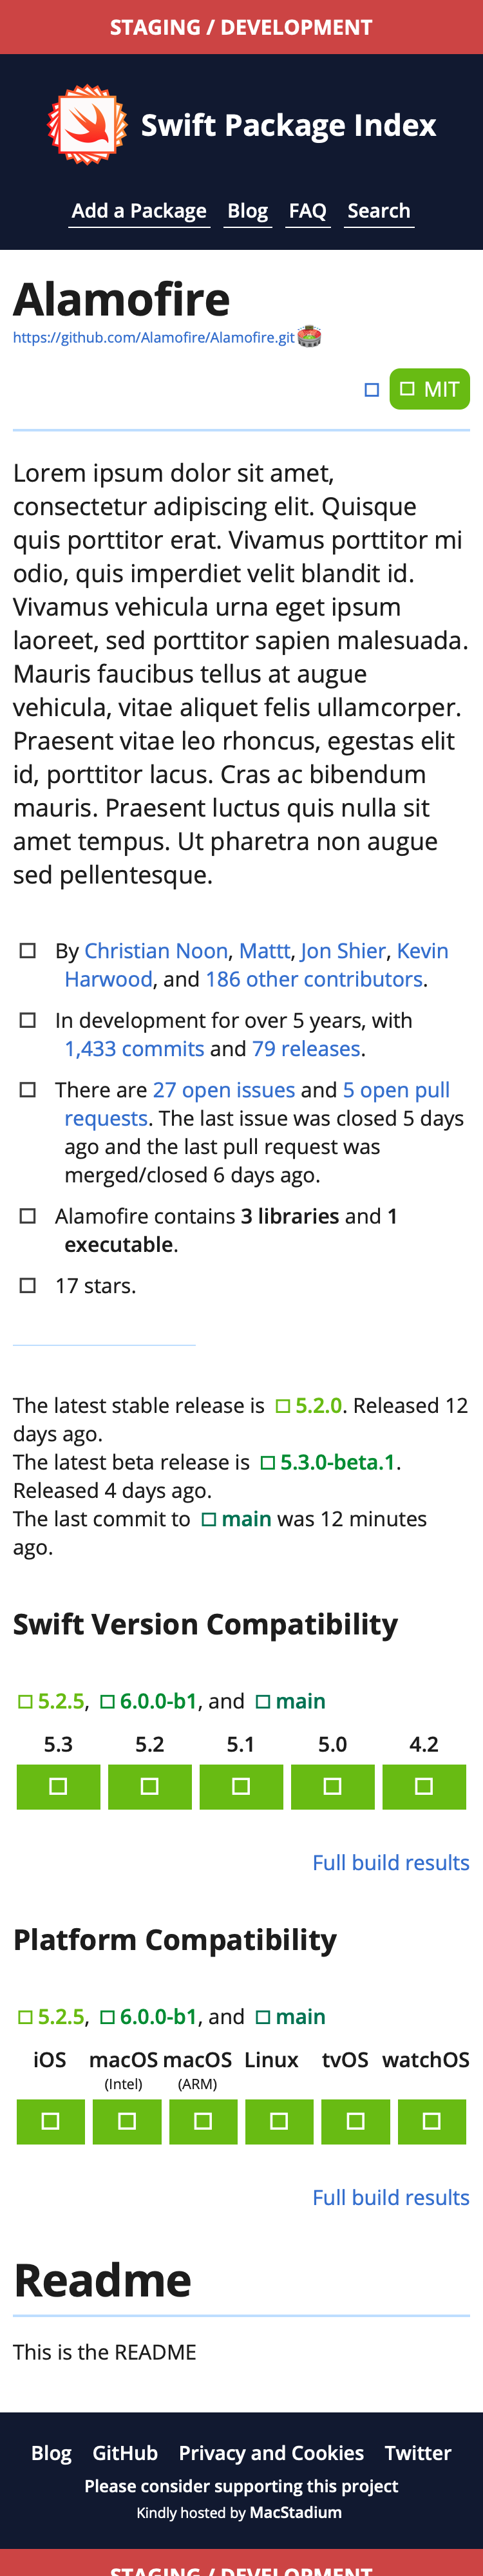 STAGING / DEVELOPMENT
Swift Package Index
Add a Package Blog FAQ Search
Alamofire
https://github.com/Alamofire/Alamofire.git
MIT
Lorem ipsum dolor sit amet,
consectetur adipiscing elit. Quisque
quis porttitor erat. Vivamus porttitor mi
odio, quis imperdiet velit blandit id.
Vivamus vehicula urna eget ipsum
laoreet, sed porttitor sapien malesuada.
Mauris faucibus tellus at augue
vehicula, vitae aliquet felis ullamcorper.
Praesent vitae leo rhoncus, egestas elit
id, porttitor lacus. Cras ac bibendum
mauris. Praesent luctus quis nulla sit
amet tempus. Ut pharetra non augue
sed pellentesque.
By Christian Noon, Mattt, Jon Shier, Kevin
Harwood, and 186 other contributors.
In development for over 5 years, with
1,433 commits and 79 releases.
There are 27 open issues and 5 open pull
requests. The last issue was closed 5 days
ago and the last pull request was
merged/closed 6 days ago.
Alamofire contains 3 libraries and 1
executable.
17 stars.
The latest stable release is 5.2.0. Released 12
days ago.
The latest beta release is 5.3.0-beta.1.
Released 4 days ago.
The last commit to main was 12 minutes
ago.
Swift Version Compatibility
5.2.5, 6.0.0-b1, and main
5.3 5.2 5.1 5.0 4.2
Full build results
Platform Compatibility
5.2.5, 6.0.0-b1, and main
iOS macOS macOS Linux tvOS watchOS
(Intel) (ARM)
Full build results
Readme
This is the README
Blog GitHub Privacy and Cookies Twitter
Please consider supporting this project
Kindly hosted by MacStadium
STAGING / DEVELOPMENT